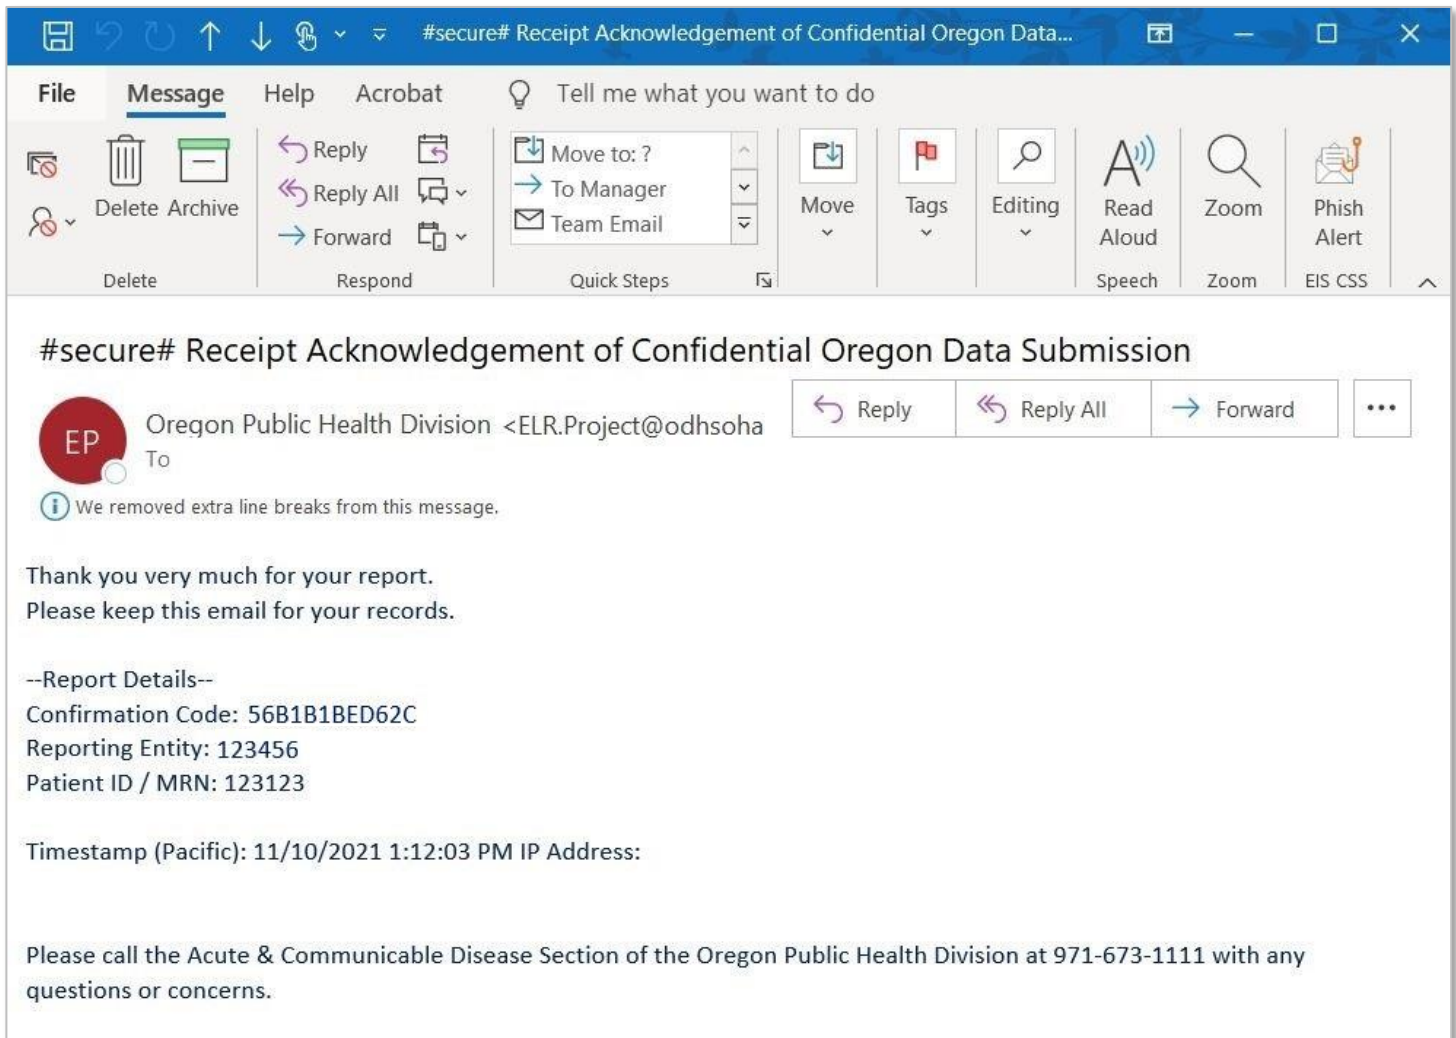 #secure# Receipt Acknowledgement of Confidential Oregon Data...
File Message Help Acrobat Tell me what you want to do
Delete Archive
Delete
Reply
Reply All
Forward
Respond
Move to: ?
To Manager
Team Email
Quick Steps
Move
Tags
Editing
Read
Aloud
Speech
Zoom
Zoom
Phish
Alert
EIS CSS
#secure# Receipt Acknowledgement of Confidential Oregon Data Submission
EP
Oregon Public Health Division <ELR.Project@odhsoha
To
Reply Reply All Forward ...
We removed extra line breaks from this message.
Thank you very much for your report.
Please keep this email for your records.
--Report Details--
Confirmation Code: 56B1B1BED62C
Reporting Entity: 123456
Patient ID / MRN: 123123
Timestamp (Pacific): 11/10/2021 1:12:03 PM IP Address:
Please call the Acute & Communicable Disease Section of the Oregon Public Health Division at 971-673-1111 with any
questions or concerns.